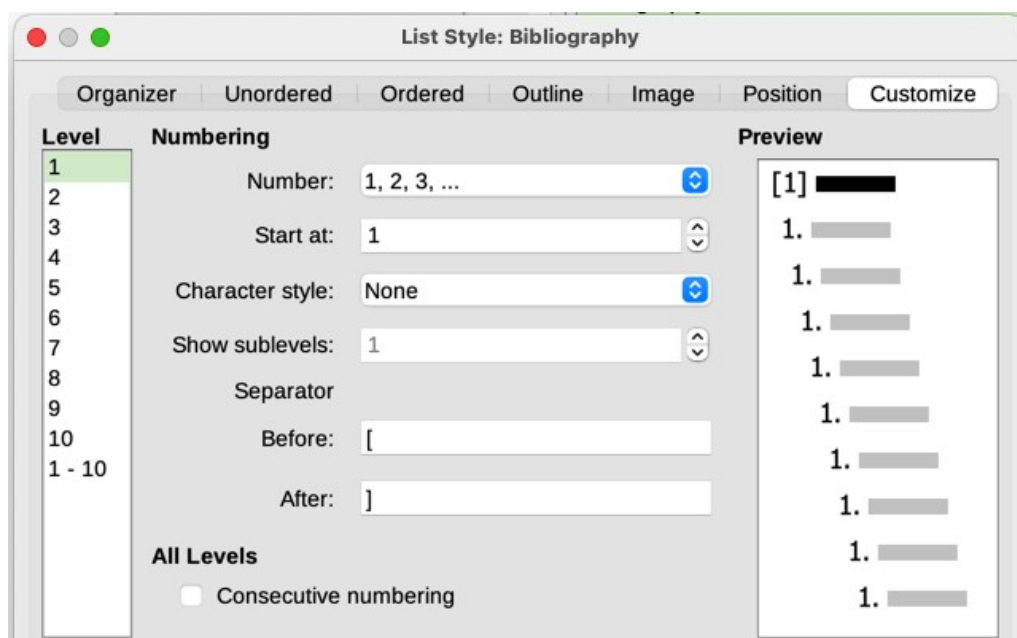 List Style: Bibliography
Organizer Unordered Ordered Outline Image Position Customize
Level Numbering Preview
1
2
3
4
5
6
7
8
9
10
1 - 10
Number: 1, 2, 3, ...
Start at: 1
Character style: None
Show sublevels: 1
Separator
Before: [
After: ]
All Levels
Consecutive numbering
[1]
1.
1.
1.
1.
1.
1.
1.
1.
1.